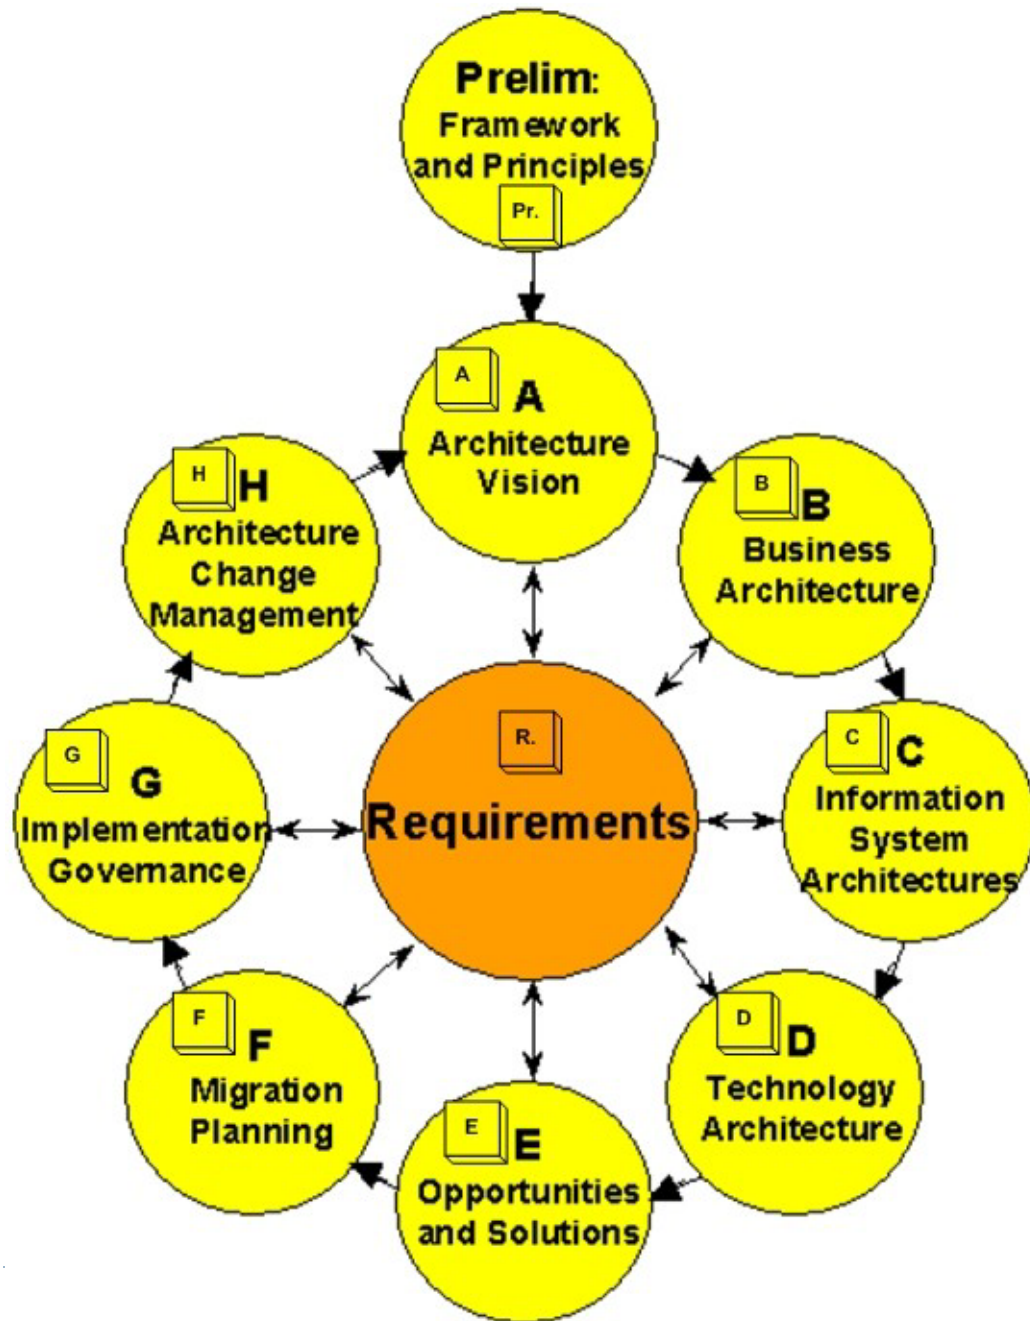 Prelim:
Framework
and Principles
Pr.
A
A
Architecture
Vision
B
B
Business
Architecture
C
C
Information
System
Architectures
D
D
Technology
Architecture
E
E
Opportunities
and Solutions
F
F
Migration
Planning
G
G
Implementation
Governance
H
H
Architecture
Change
Management
R.
Requirements